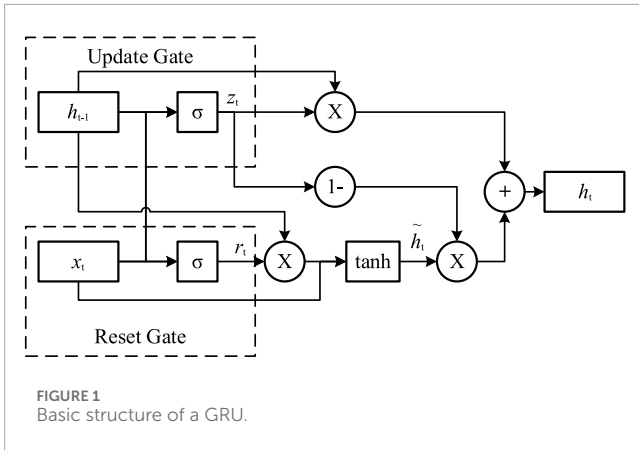 Update Gate
h_{t-1}
σ
z_t
X
1-
+
h_t
x_t
σ
r_t
X
tanh
\tilde{h}_t
X
Reset Gate
FIGURE 1
Basic structure of a GRU.